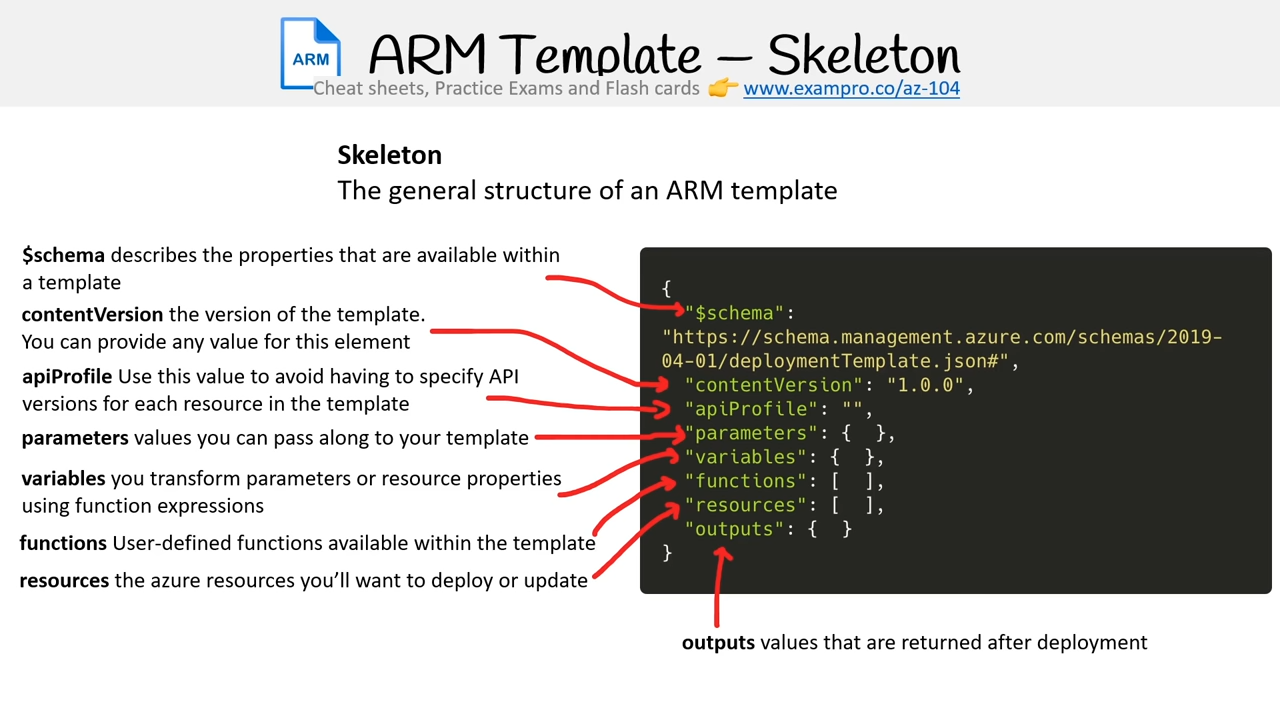 ARM
ARM Template – Skeleton
Cheat sheets, Practice Exams and Flash cards 👉 www.exampro.co/az-104
Skeleton
The general structure of an ARM template
$schema describes the properties that are available within
a template
contentVersion the version of the template.
You can provide any value for this element
apiProfile Use this value to avoid having to specify API
versions for each resource in the template
parameters values you can pass along to your template
variables you transform parameters or resource properties
using function expressions
functions User-defined functions available within the template
resources the azure resources you’ll want to deploy or update
{
"$schema":
"https://schema.management.azure.com/schemas/2019-
04-01/deploymentTemplate.json#",
"contentVersion": "1.0.0",
"apiProfile": "",
"parameters": {  },
"variables": {  },
"functions": [  ],
"resources": [  ],
"outputs": {  }
}
outputs values that are returned after deployment